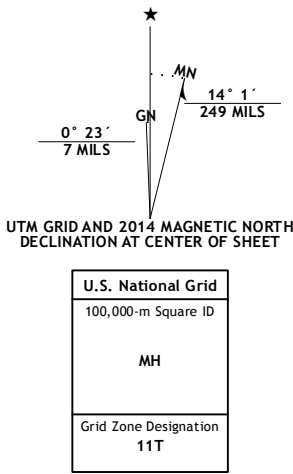 ★
MN
GN
14° 1´
249 MILS
0° 23´
7 MILS
UTM GRID AND 2014 MAGNETIC NORTH
DECLINATION AT CENTER OF SHEET
U.S. National Grid
100,000-m Square ID
MH
Grid Zone Designation
11T